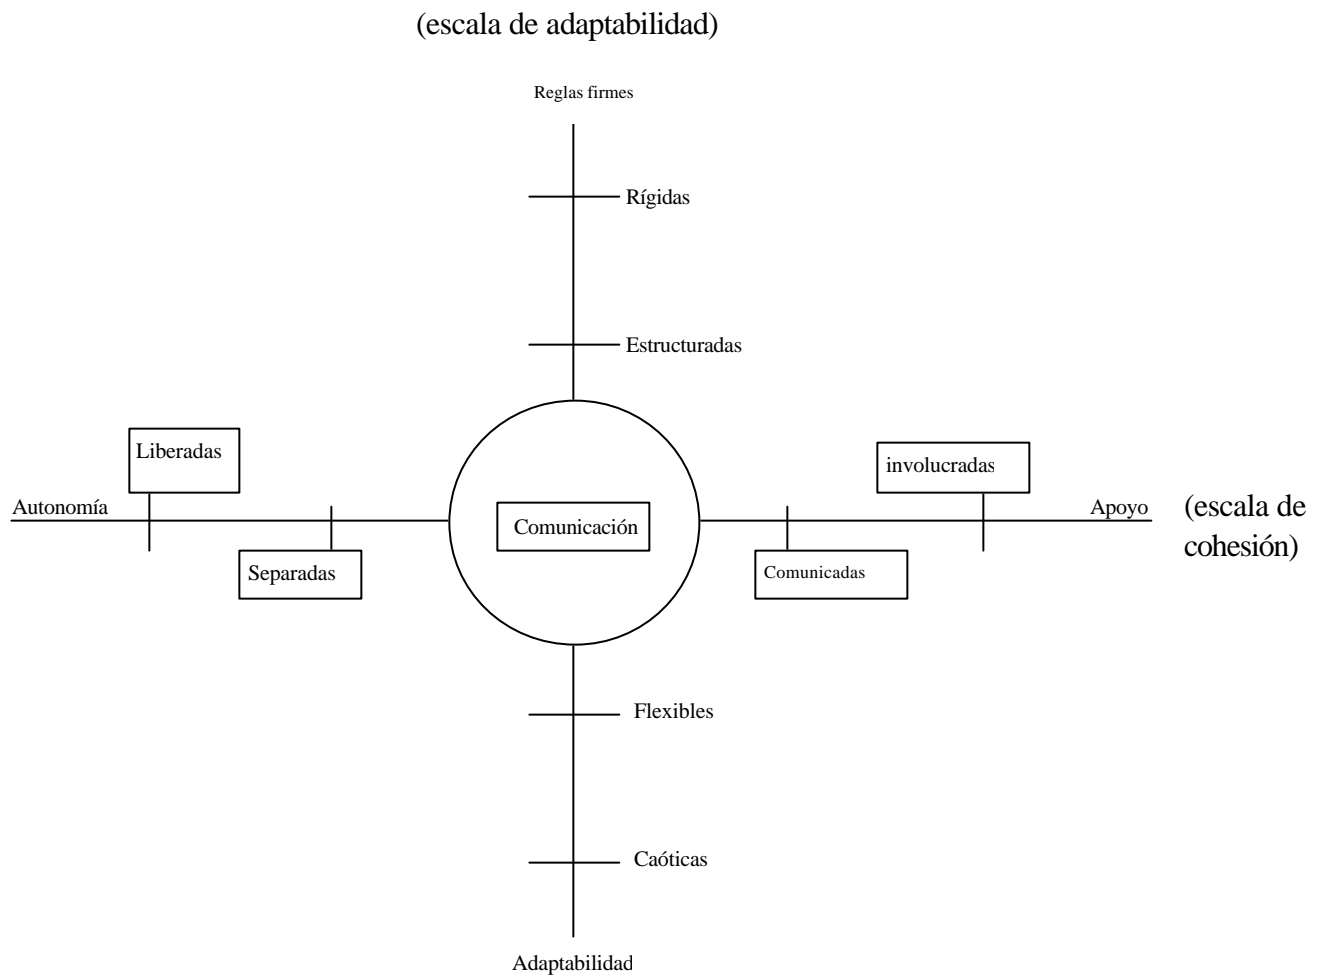 (escala de adaptabilidad)
Reglas firmes
Rígidas
Estructuradas
Liberadas
involucradas
Autonomía
Apoyo
(escala de
cohesión)
Comunicación
Separadas
Comunicadas
Flexibles
Caóticas
Adaptabilidad